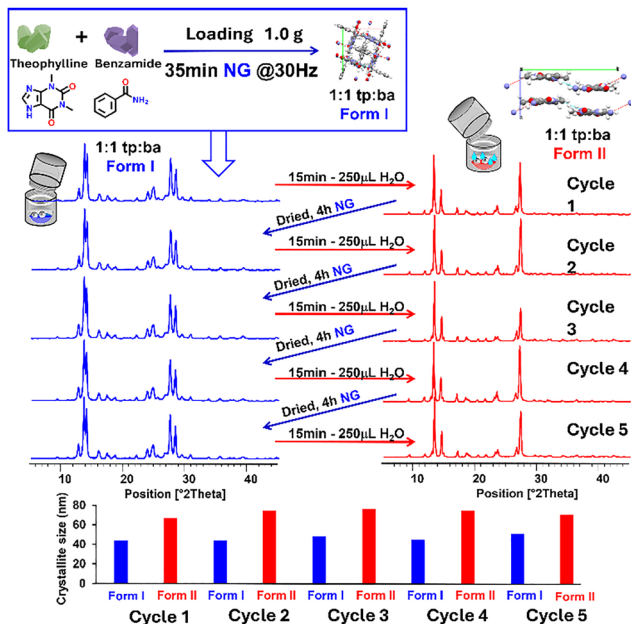 Theophylline + Benzamide
Loading 1.0 g
35min NG @30Hz
1:1 tp:ba
Form I
N
N
N
H
N
O
O
NH₂
O
1:1 tp:ba
Form I
1:1 tp:ba
Form II
15min - 250μL H₂O
Cycle 1
Dried, 4h NG
15min - 250μL H₂O
Cycle 2
Dried, 4h NG
15min - 250μL H₂O
Cycle 3
Dried, 4h NG
15min - 250μL H₂O
Cycle 4
Dried, 4h NG
15min - 250μL H₂O
Cycle 5
10 20 30 40
10 20 30 40
Position [°2Theta]
Position [°2Theta]
Crystallite size (nm)
80
60
40
20
0
Form I Form II Form I Form II Form I Form II Form I Form II Form I Form II
Cycle 1 Cycle 2 Cycle 3 Cycle 4 Cycle 5